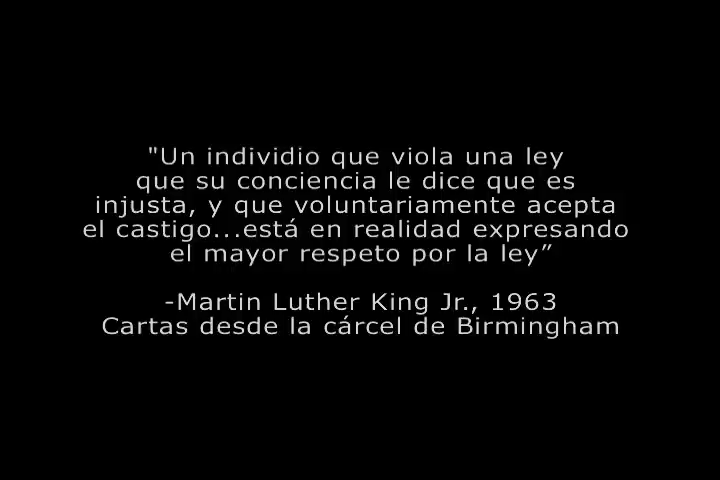 "Un individio que viola una ley
que su conciencia le dice que es
injusta, y que voluntariamente acepta
el castigo...está en realidad expresando
el mayor respeto por la ley”
-Martin Luther King Jr., 1963
Cartas desde la cárcel de Birmingham